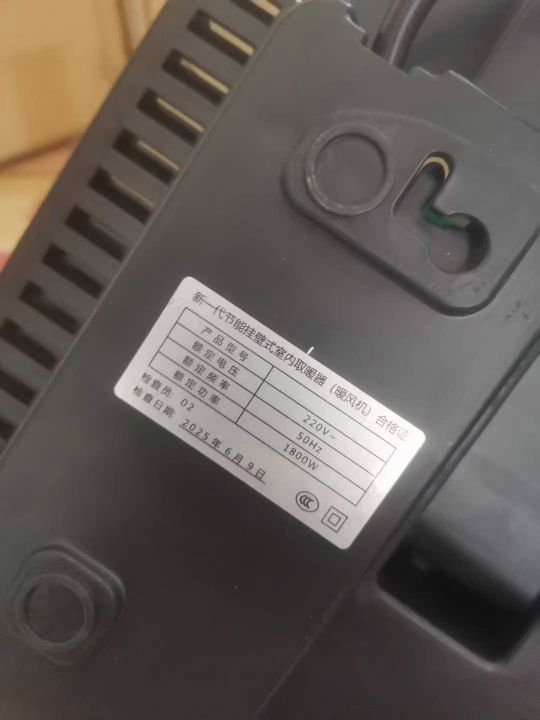 新一代节能挂壁式室内取暖器（暖风机）合格证
产品型号
额定电压 220V~
额定频率 50Hz
额定功率 1800W
检查员: 02
检查日期: 2025年6月9日
CCC